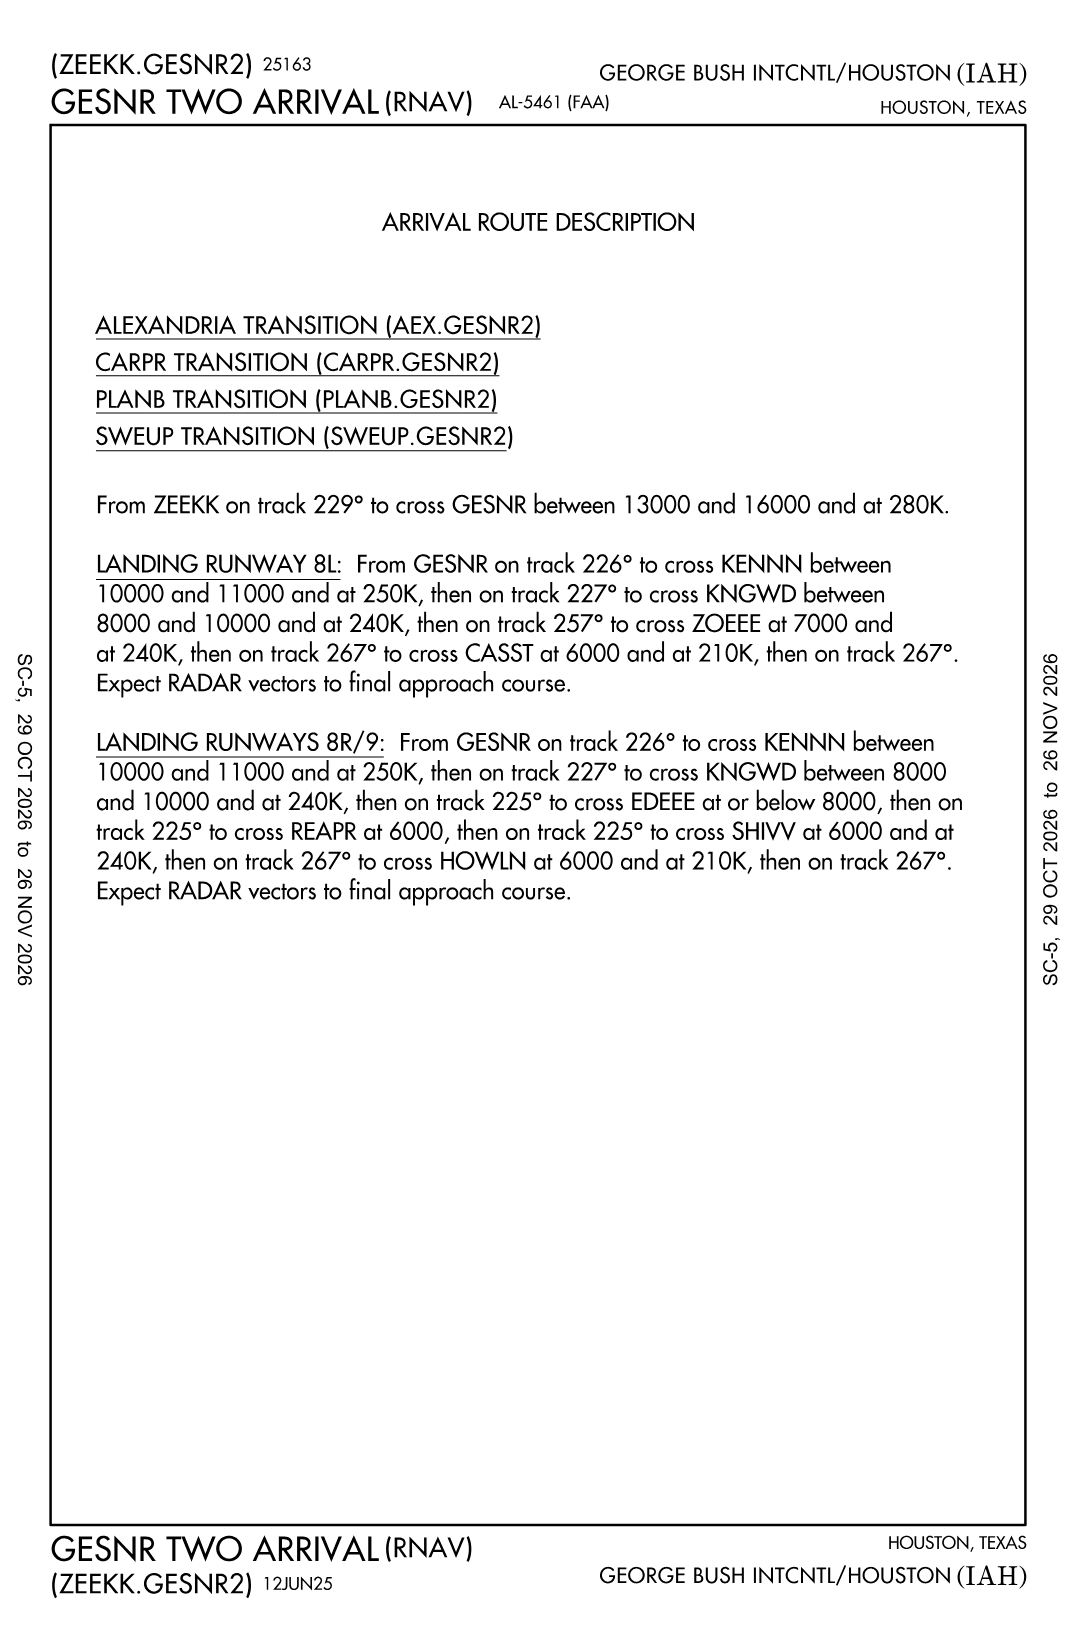 (ZEEKK.GESNR2) 25163
GEORGE BUSH INTCNTL/HOUSTON (IAH)
GESNR TWO ARRIVAL (RNAV) AL-5461 (FAA)
HOUSTON, TEXAS
ARRIVAL ROUTE DESCRIPTION
ALEXANDRIA TRANSITION (AEX.GESNR2)
CARPR TRANSITION (CARPR.GESNR2)
PLANB TRANSITION (PLANB.GESNR2)
SWEUP TRANSITION (SWEUP.GESNR2)
From ZEEKK on track 229° to cross GESNR between 13000 and 16000 and at 280K.
LANDING RUNWAY 8L: From GESNR on track 226° to cross KENNN between
10000 and 11000 and at 250K, then on track 227° to cross KNGWD between
8000 and 10000 and at 240K, then on track 257° to cross ZOEEE at 7000 and
at 240K, then on track 267° to cross CASST at 6000 and at 210K, then on track 267°.
Expect RADAR vectors to final approach course.
LANDING RUNWAYS 8R/9: From GESNR on track 226° to cross KENNN between
10000 and 11000 and at 250K, then on track 227° to cross KNGWD between 8000
and 10000 and at 240K, then on track 225° to cross EDEEE at or below 8000, then on
track 225° to cross REAPR at 6000, then on track 225° to cross SHIVV at 6000 and at
240K, then on track 267° to cross HOWLN at 6000 and at 210K, then on track 267°.
Expect RADAR vectors to final approach course.
SC-5, 29 OCT 2026 to 26 NOV 2026
SC-5, 29 OCT 2026 to 26 NOV 2026
GESNR TWO ARRIVAL (RNAV)
HOUSTON, TEXAS
(ZEEKK.GESNR2) 12JUN25
GEORGE BUSH INTCNTL/HOUSTON (IAH)